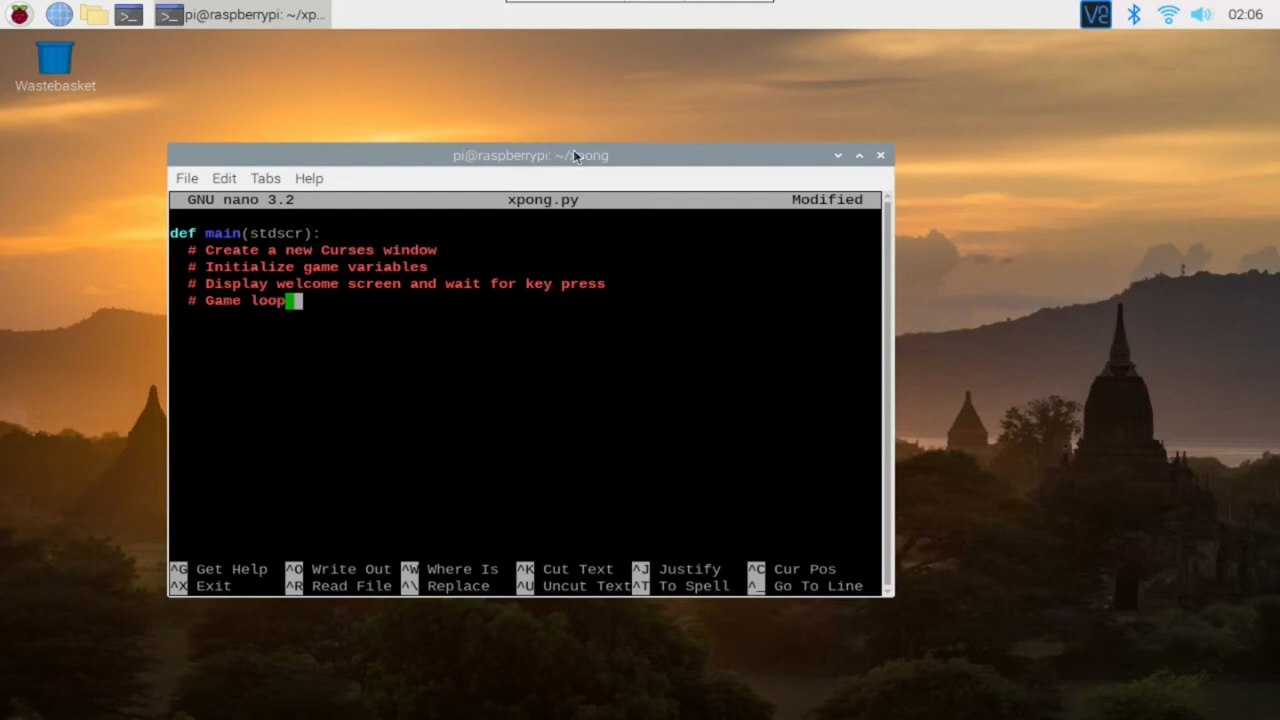 pi@raspberrypi: ~/xp...
02:06
Wastebasket
pi@raspberrypi: ~/xpong
File Edit Tabs Help
GNU nano 3.2 xpong.py Modified
def main(stdscr):
# Create a new Curses window
# Initialize game variables
# Display welcome screen and wait for key press
# Game loop
^G Get Help ^O Write Out ^W Where Is ^K Cut Text ^J Justify ^C Cur Pos
^X Exit ^R Read File ^\ Replace ^U Uncut Text ^T To Spell ^_ Go To Line